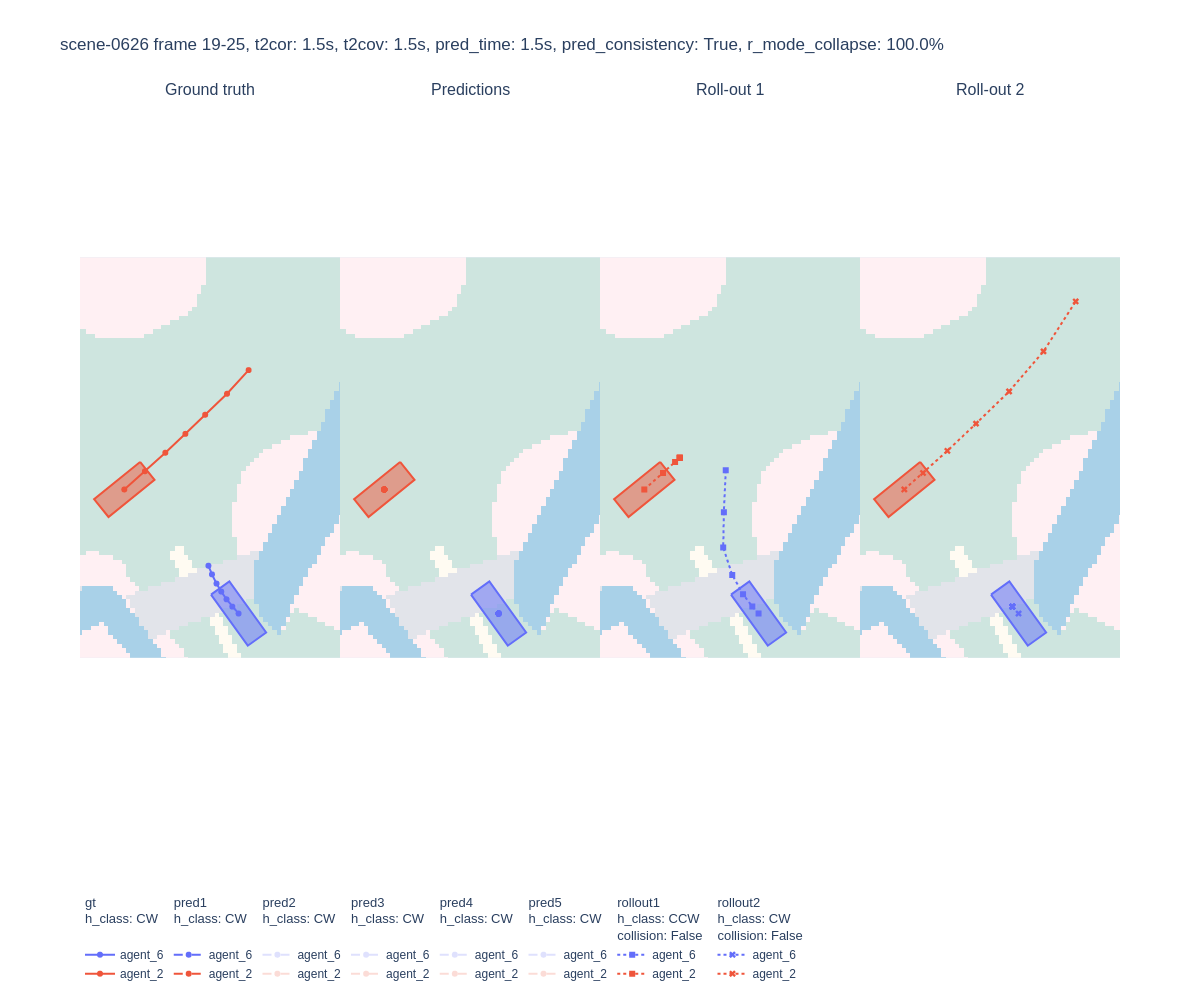 scene-0626 frame 19-25, t2cor: 1.5s, t2cov: 1.5s, pred_time: 1.5s, pred_consistency: True, r_mode_collapse: 100.0%
Ground truth Predictions Roll-out 1 Roll-out 2
gt pred1 pred2 pred3 pred4 pred5 rollout1 rollout2
h_class: CW h_class: CW h_class: CW h_class: CW h_class: CW h_class: CW h_class: CCW h_class: CW
collision: False collision: False
agent_6 agent_6 agent_6 agent_6 agent_6 agent_6 agent_6 agent_6
agent_2 agent_2 agent_2 agent_2 agent_2 agent_2 agent_2 agent_2